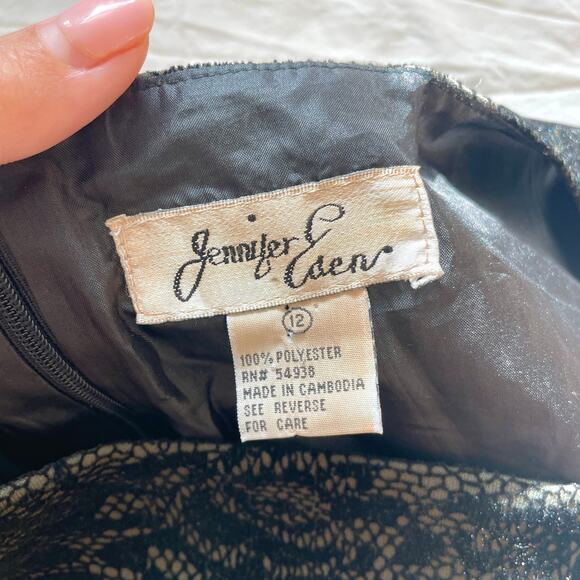 Jennifer Eden
12
100% POLYESTER
RN# 54938
MADE IN CAMBODIA
SEE REVERSE
FOR CARE